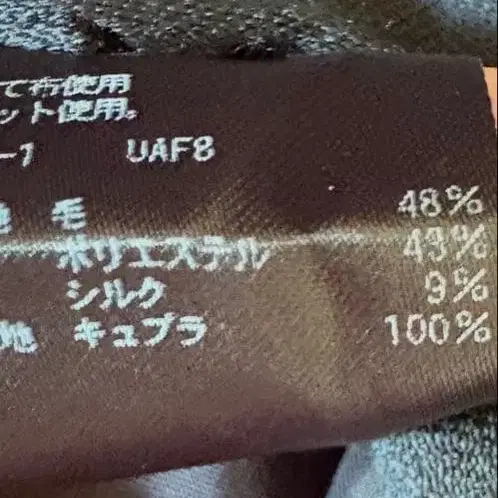 て布使用
ット使用。
-1 UAF8
地 毛 48%
ポリエステル 43%
シルク 9%
地 キュプラ 100%